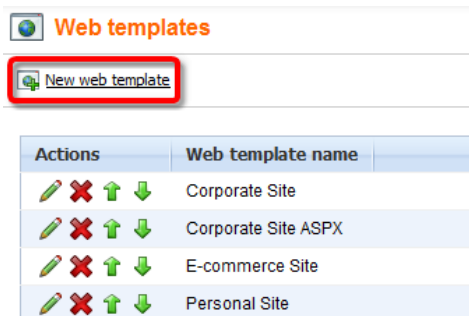 Web templates
New web template
Actions Web template name
Corporate Site
Corporate Site ASPX
E-commerce Site
Personal Site